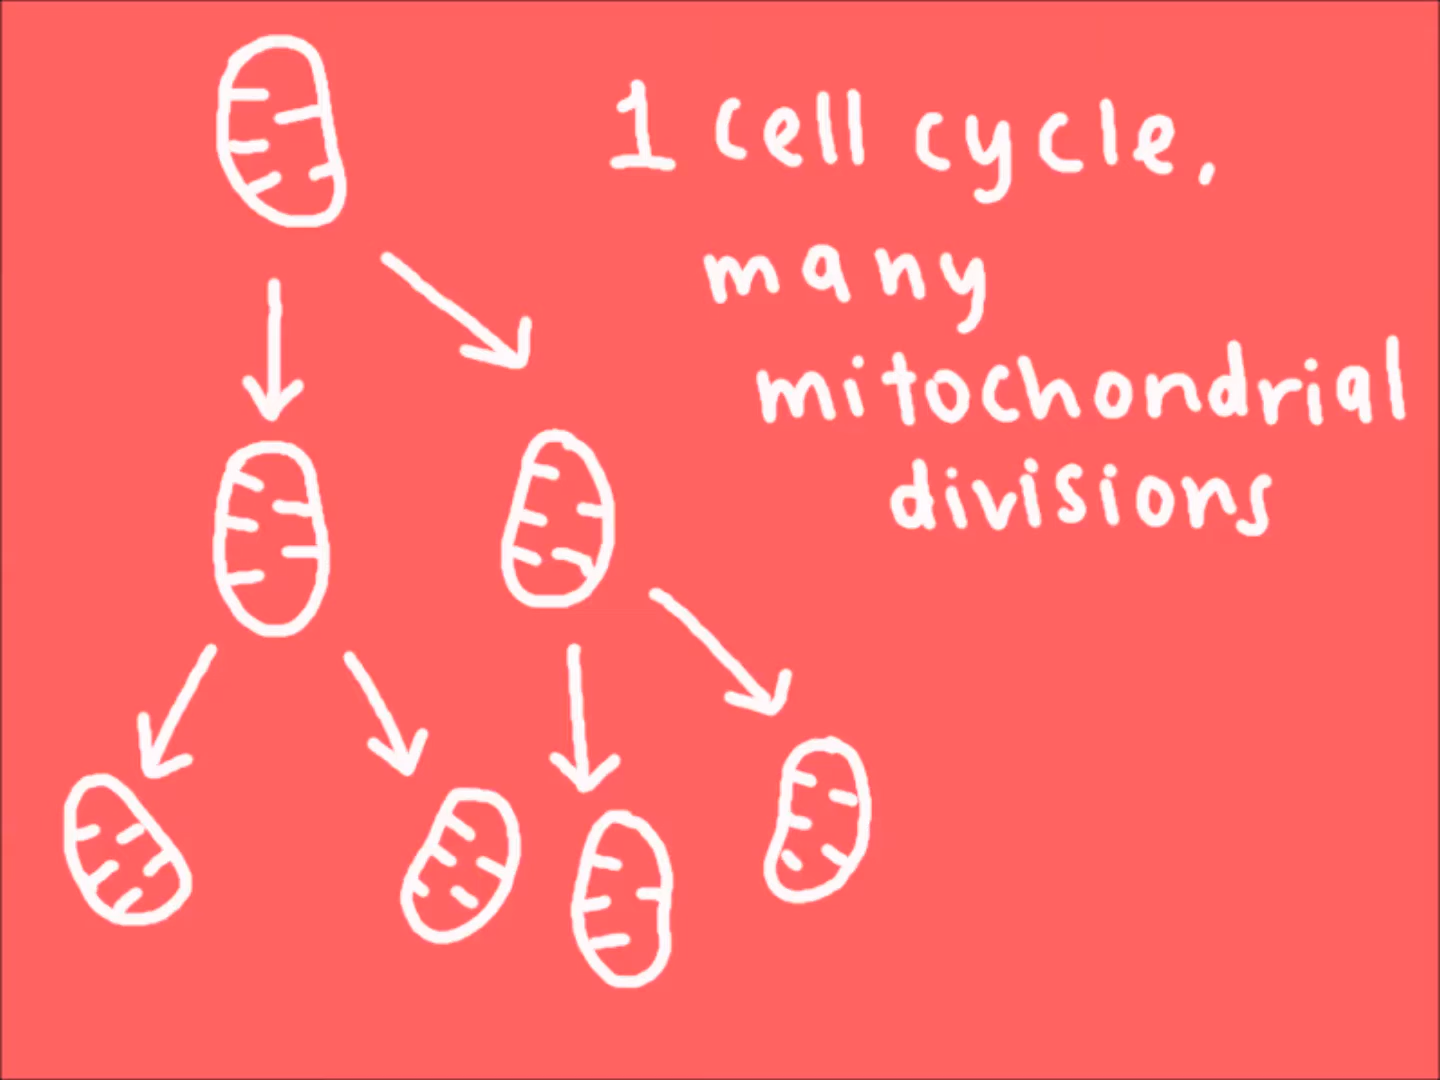 1 cell cycle,
many
mitochondrial
divisions